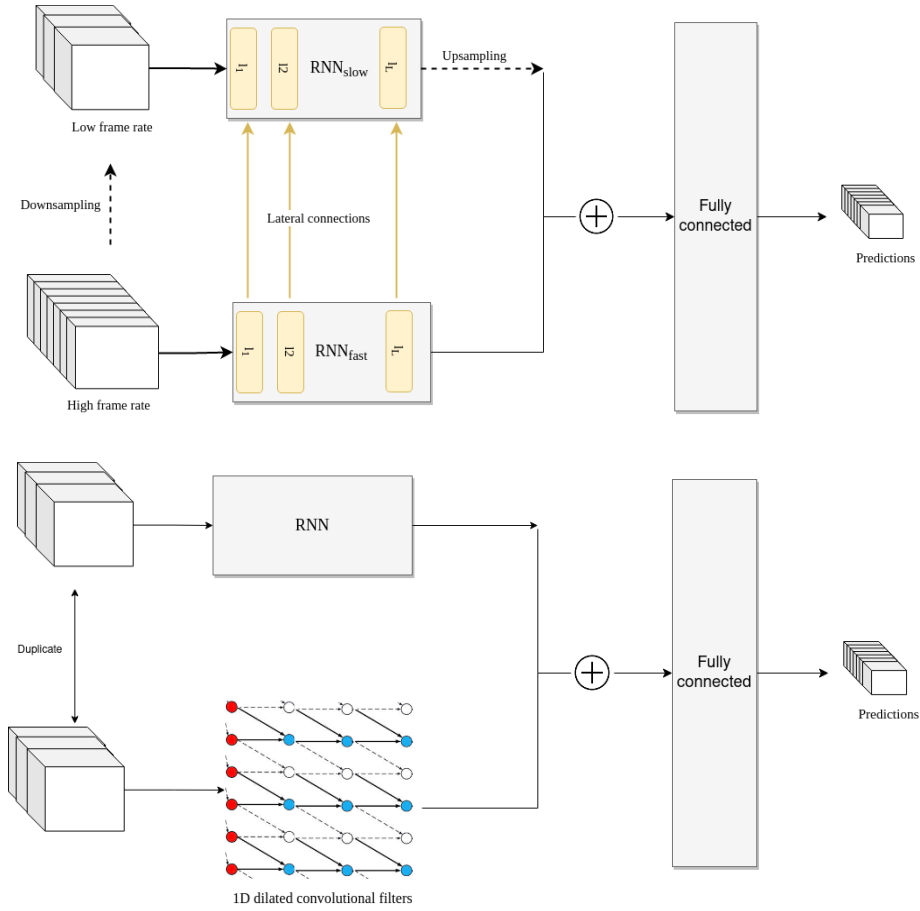 l1
l2
RNNslow
lL
Upsampling
Low frame rate
Downsampling
Lateral connections
Fully
connected
Predictions
l1
l2
RNNfast
lL
High frame rate
RNN
Duplicate
Fully
connected
Predictions
1D dilated convolutional filters